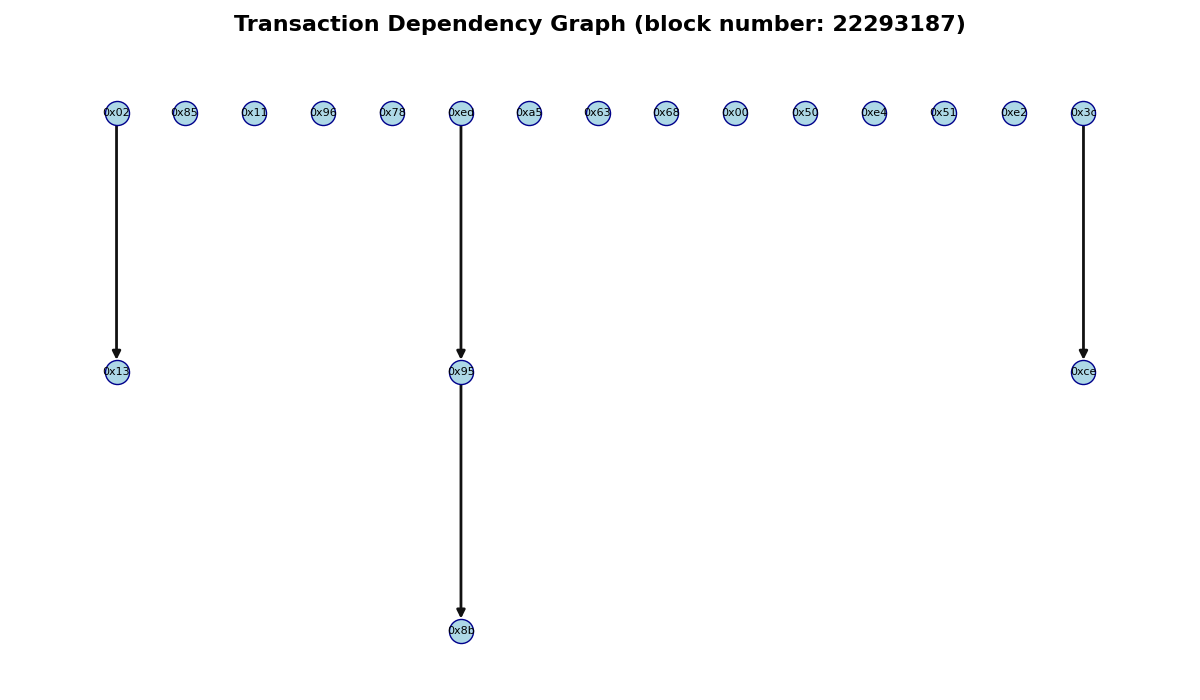 Transaction Dependency Graph (block number: 22293187)
0x02 0x85 0x11 0x96 0x78 0xed 0xa5 0x63 0x68 0x00 0x50 0xe4 0x51 0xe2 0x3c
0x13 0x95 0xce
0x8b